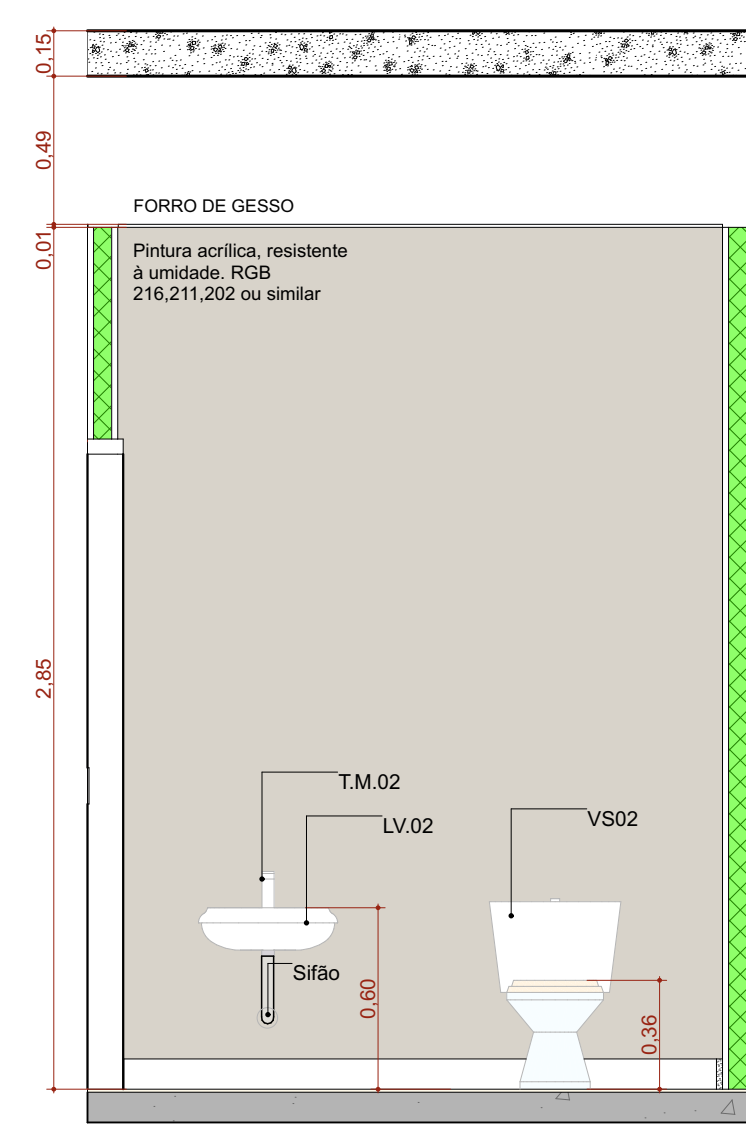 0,15
0,49
FORRO DE GESSO
0,01
Pintura acrílica, resistente
à umidade. RGB
216,211,202 ou similar
2,85
T.M.02
LV.02
VS02
Sifão
0,60
0,36